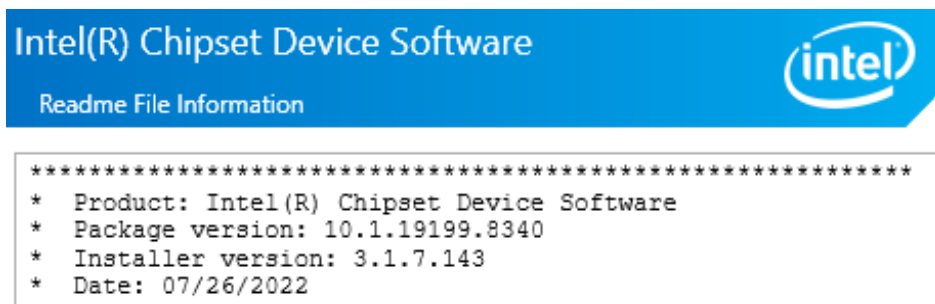 Intel(R) Chipset Device Software
intel
Readme File Information
************************************************************
* Product: Intel(R) Chipset Device Software
* Package version: 10.1.19199.8340
* Installer version: 3.1.7.143
* Date: 07/26/2022